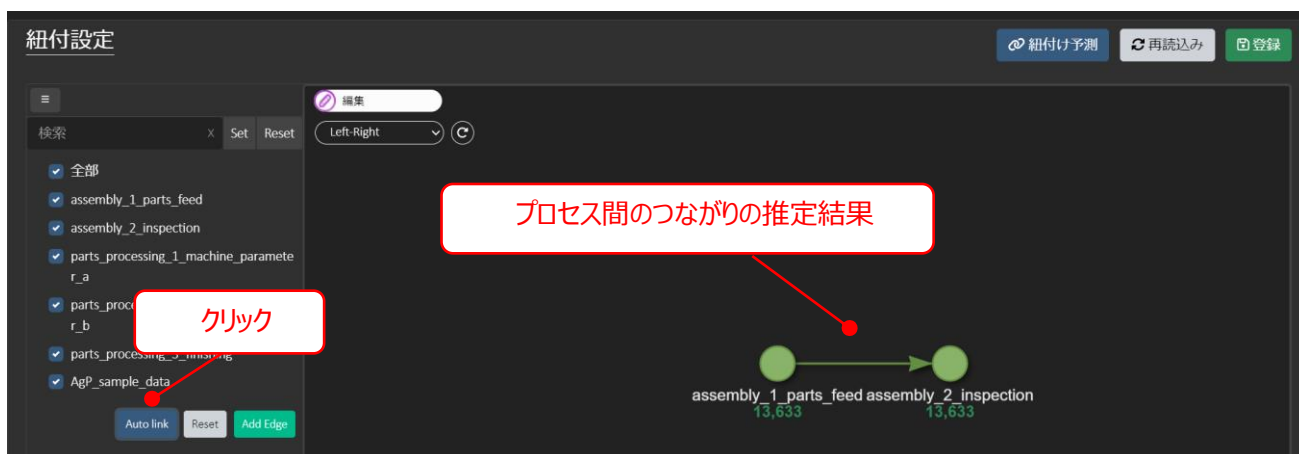 紐付設定
紐付け予測
再読込み
登録
編集
検索 X Set Reset
Left-Right
全部
assembly_1_parts_feed
assembly_2_inspection
プロセス間のつながりの推定結果
parts_processing_1_machine_paramete
r_a
parts_proc
r_b
クリック
parts_processing_3_finishing
AgP_sample_data
assembly_1_parts_feed assembly_2_inspection
13,633 13,633
Auto link Reset Add Edge